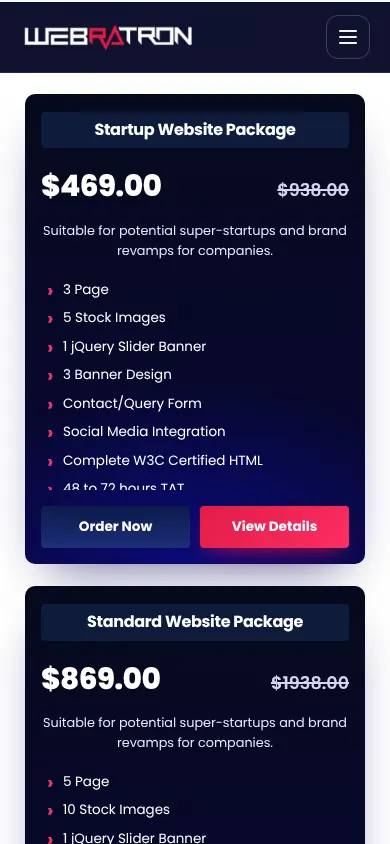 WEBRATRON
Startup Website Package
$469.00 $938.00
Suitable for potential super-startups and brand
revamps for companies.
3 Page
5 Stock Images
1 jQuery Slider Banner
3 Banner Design
Contact/Query Form
Social Media Integration
Complete W3C Certified HTML
48 to 72 hours TAT
Order Now View Details
Standard Website Package
$869.00 $1938.00
Suitable for potential super-startups and brand
revamps for companies.
5 Page
10 Stock Images
1 jQuery Slider Banner